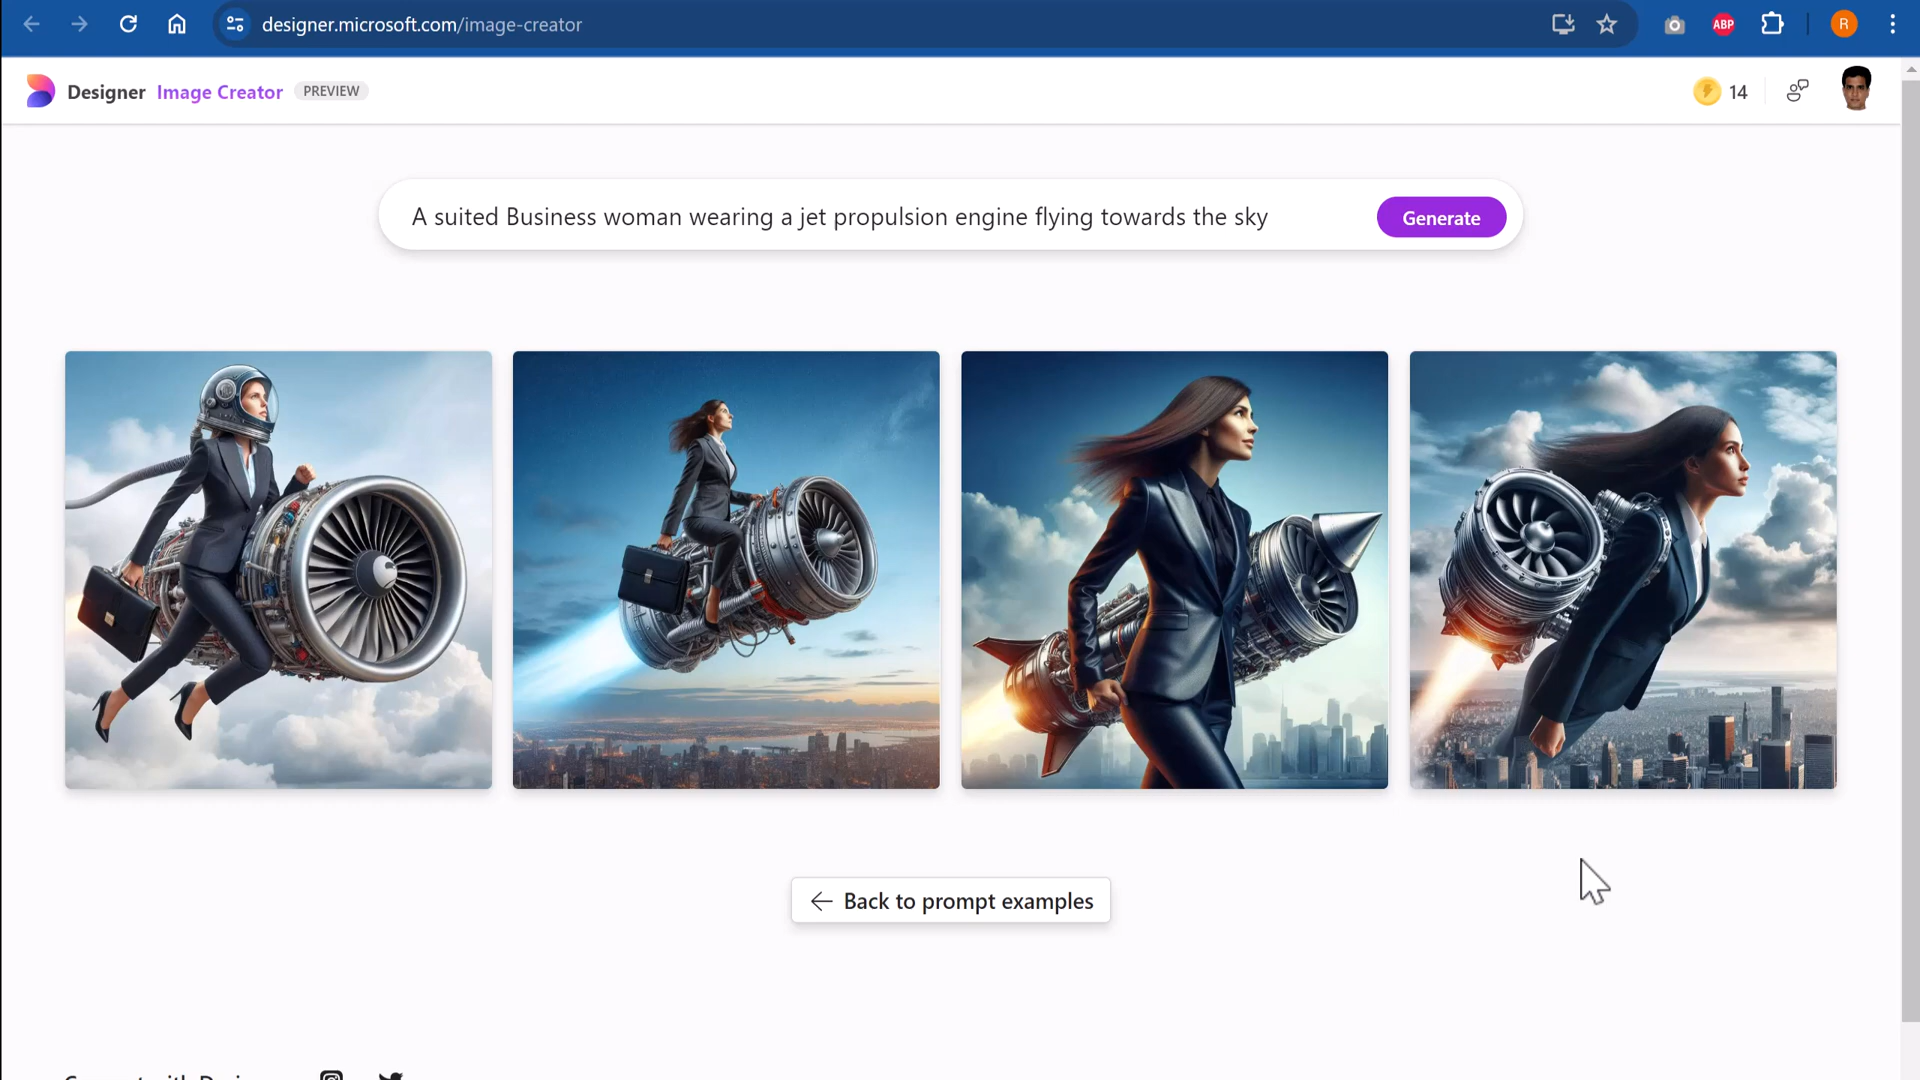 designer.microsoft.com/image-creator
ABP
R
Designer Image Creator PREVIEW
14
A suited Business woman wearing a jet propulsion engine flying towards the sky
Generate
Back to prompt examples